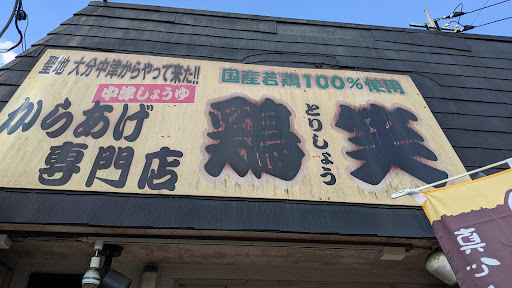 聖地 大分中津からやって来た!!
国産若鶏100%使用
中津しょうゆ
からあげ
専門店
鶏笑
とりしょう